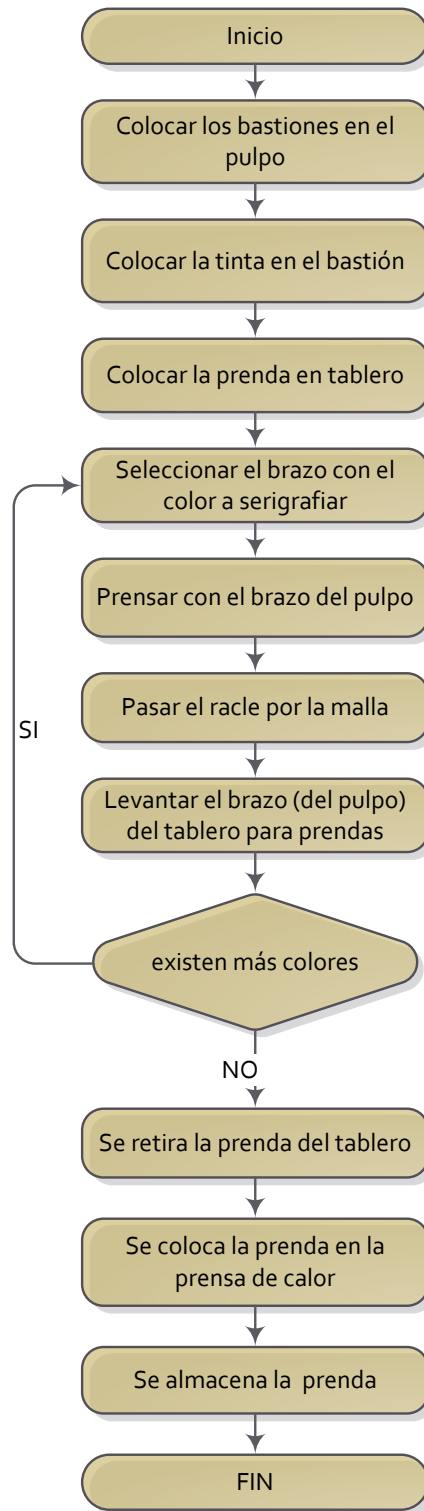 Inicio
Colocar los bastiones en el
pulpo
Colocar la tinta en el bastión
Colocar la prenda en tablero
Seleccionar el brazo con el
color a serigrafiar
Prensar con el brazo del pulpo
Pasar el racle por la malla
SI
Levantar el brazo (del pulpo)
del tablero para prendas
existen más colores
NO
Se retira la prenda del tablero
Se coloca la prenda en la
prensa de calor
Se almacena la  prenda
FIN